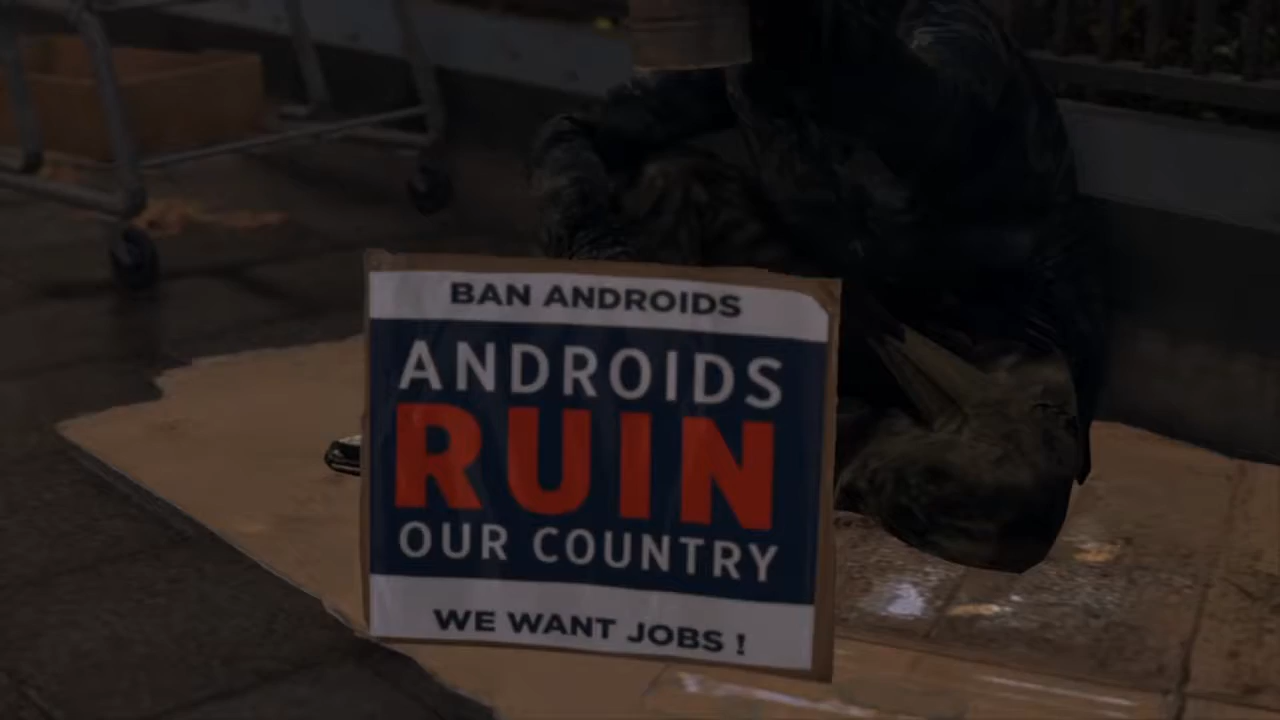 BAN ANDROIDS
ANDROIDS
RUIN
OUR COUNTRY
WE WANT JOBS !